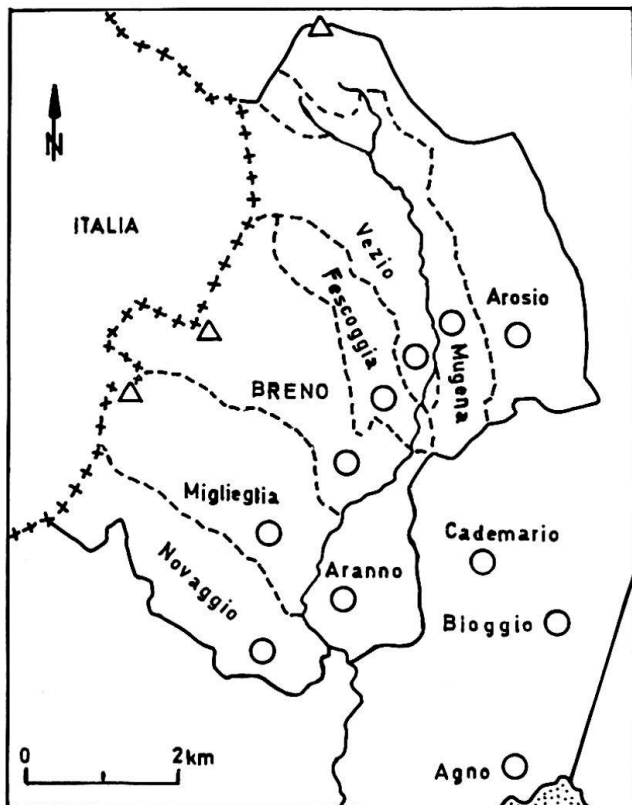 N
ITALIA
Vezio
Fescoggia
Arosio
Mugena
BRENO
Miglieglia
Cademario
Novaggio
Aranno
Bioggio
0 2km
Agno